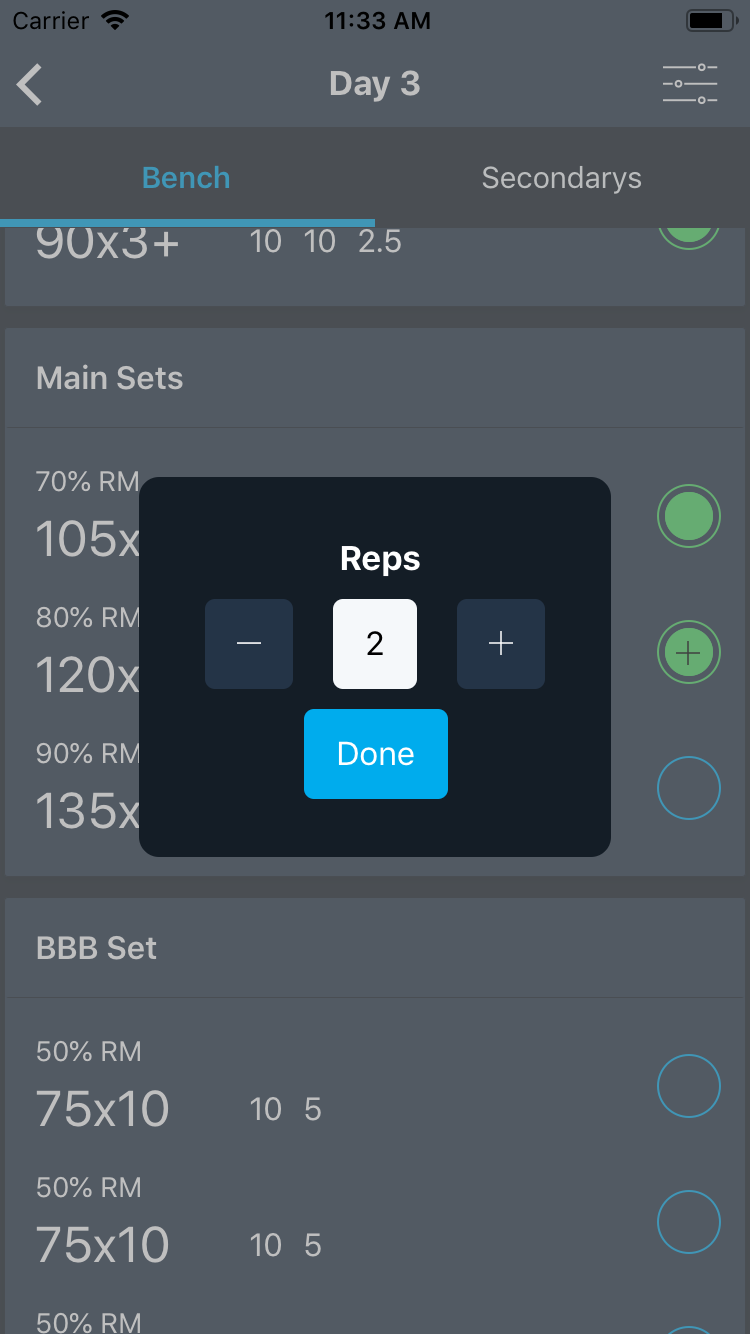 Carrier 11:33 AM
Day 3
Bench Secondarys
90x3+ 10 10 2.5
Main Sets
70% RM
105x
80% RM
120x
90% RM
135x
Reps
− 2 +
Done
BBB Set
50% RM
75x10 10 5
50% RM
75x10 10 5
50% RM